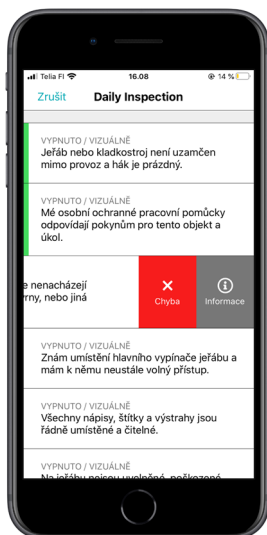 Telia FI
16.08
14 %
Zrušit
Daily Inspection
VYPNUTO / VIZUÁLNĚ
Jeřáb nebo kladkostroj není uzamčen
mimo provoz a hák je prázdný.
VYPNUTO / VIZUÁLNĚ
Mé osobní ochranné pracovní pomůcky
odpovídají pokynům pro tento objekt a
úkol.
nenacházejí
nebo jiná
Chyba
Informace
VYPNUTO / VIZUÁLNĚ
Znám umístění hlavního vypínače jeřábu a
mám k němu neustále volný přístup.
VYPNUTO / VIZUÁLNĚ
Všechny nápisy, štítky a výstrahy jsou
řádně umístěné a čitelné.
VYPNUTO / VIZUÁLNĚ